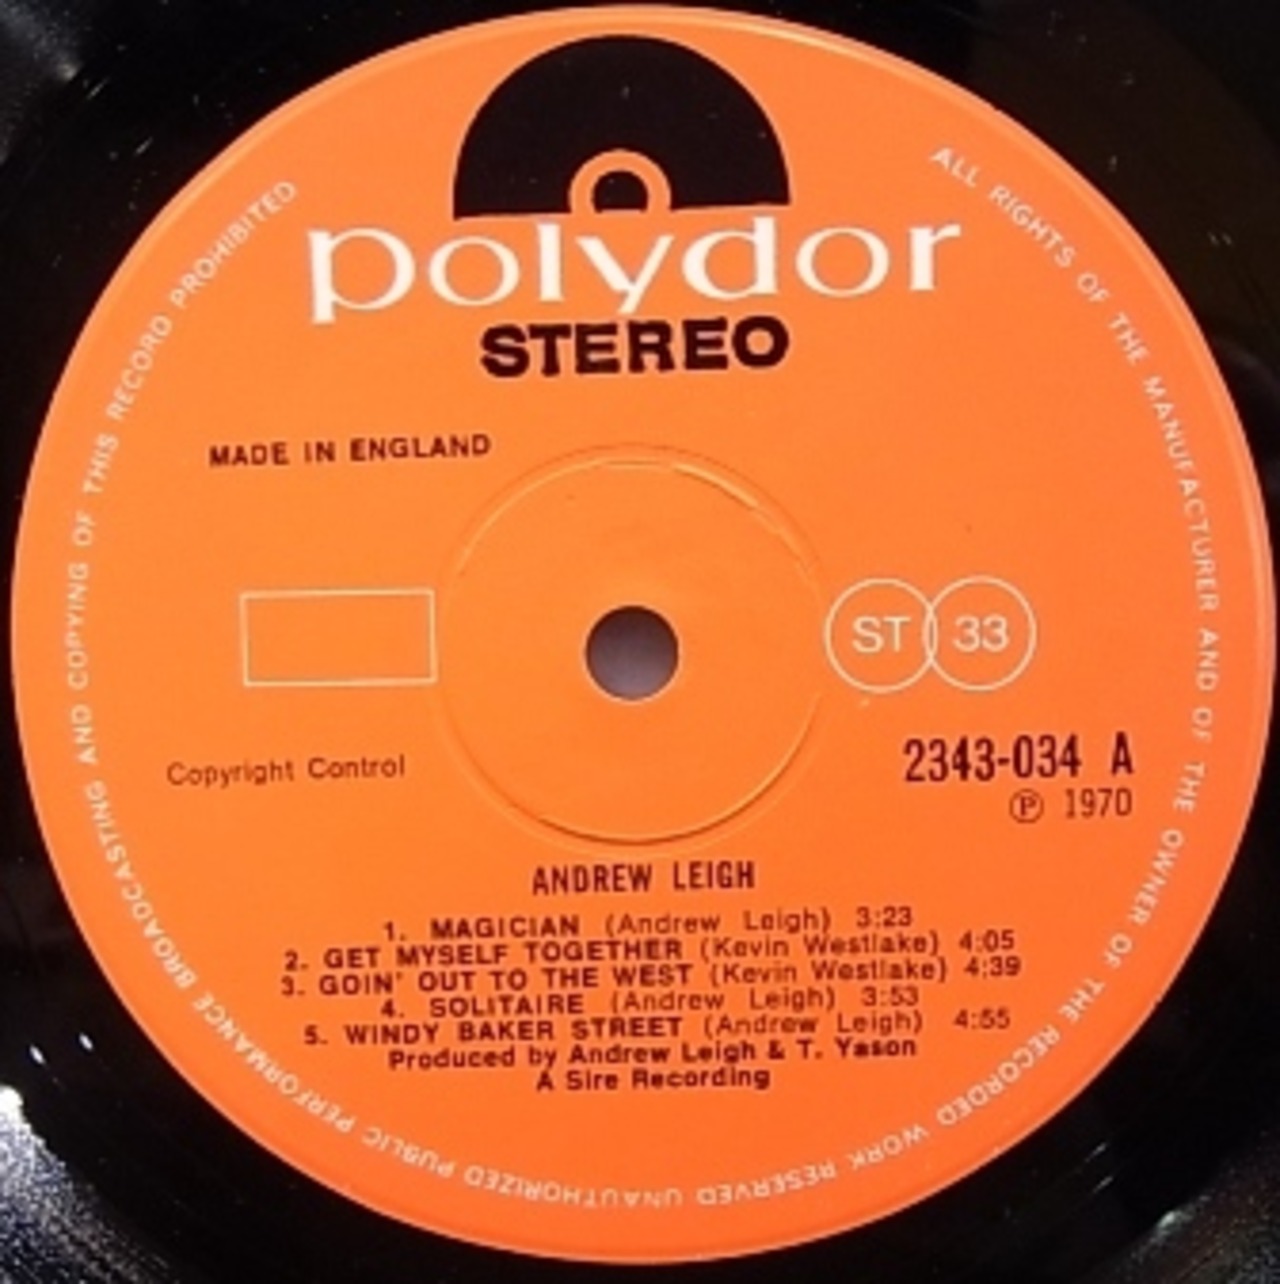 polydor
STEREO
MADE IN ENGLAND
ST 33
Copyright Control
2343-034 A
Ⓟ 1970
ANDREW LEIGH
1. MAGICIAN (Andrew Leigh) 3:23
2. GET MYSELF TOGETHER (Kevin Westlake) 4:05
3. GOIN' OUT TO THE WEST (Kevin Westlake) 4:39
4. SOLITAIRE (Andrew Leigh) 3:53
5. WINDY BAKER STREET (Andrew Leigh) 4:55
Produced by Andrew Leigh & T. Yason
A Sire Recording
ALL RIGHTS OF THE MANUFACTURER AND OF THE OWNER OF THE RECORDED WORK RESERVED UNAUTHORIZED PUBLIC PERFORMANCE BROADCASTING AND COPYING OF THIS RECORD PROHIBITED